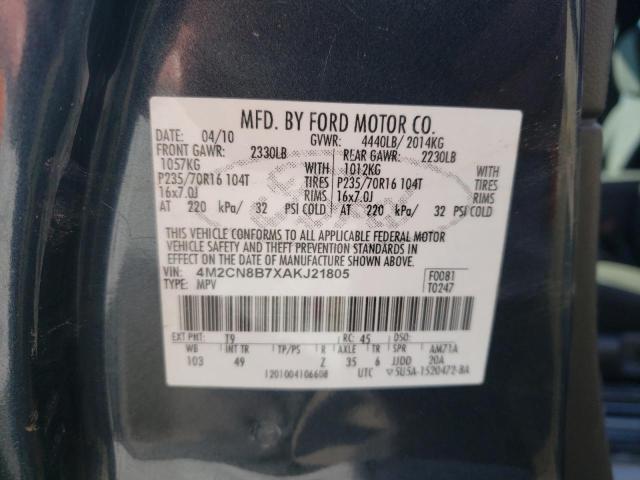 MFD. BY FORD MOTOR CO.
DATE: 04/10 GVWR: 4440LB/ 2014KG
FRONT GAWR: 2330LB REAR GAWR: 2230LB
1057KG WITH 1012KG WITH
P235/70R16 104T TIRES P235/70R16 104T TIRES
16x7.0J RIMS 16x7.0J RIMS
AT 220 kPa/ 32 PSI COLD AT 220 kPa/ 32 PSI COLD
THIS VEHICLE CONFORMS TO ALL APPLICABLE FEDERAL MOTOR
VEHICLE SAFETY AND THEFT PREVENTION STANDARDS IN
EFFECT ON THE DATE OF MANUFACTURE SHOWN ABOVE.
VIN: 4M2CN8B7XAKJ21805 F0081
TYPE: MPV T0247
EXT PNT: T9 RC: 45 DSO:
WB INT TR TP/PS R AXLE TR SPR AM71A
103 49 Z 35 6 JJDD 20A
1201004106608 UTC 5U5A-1520472-BA